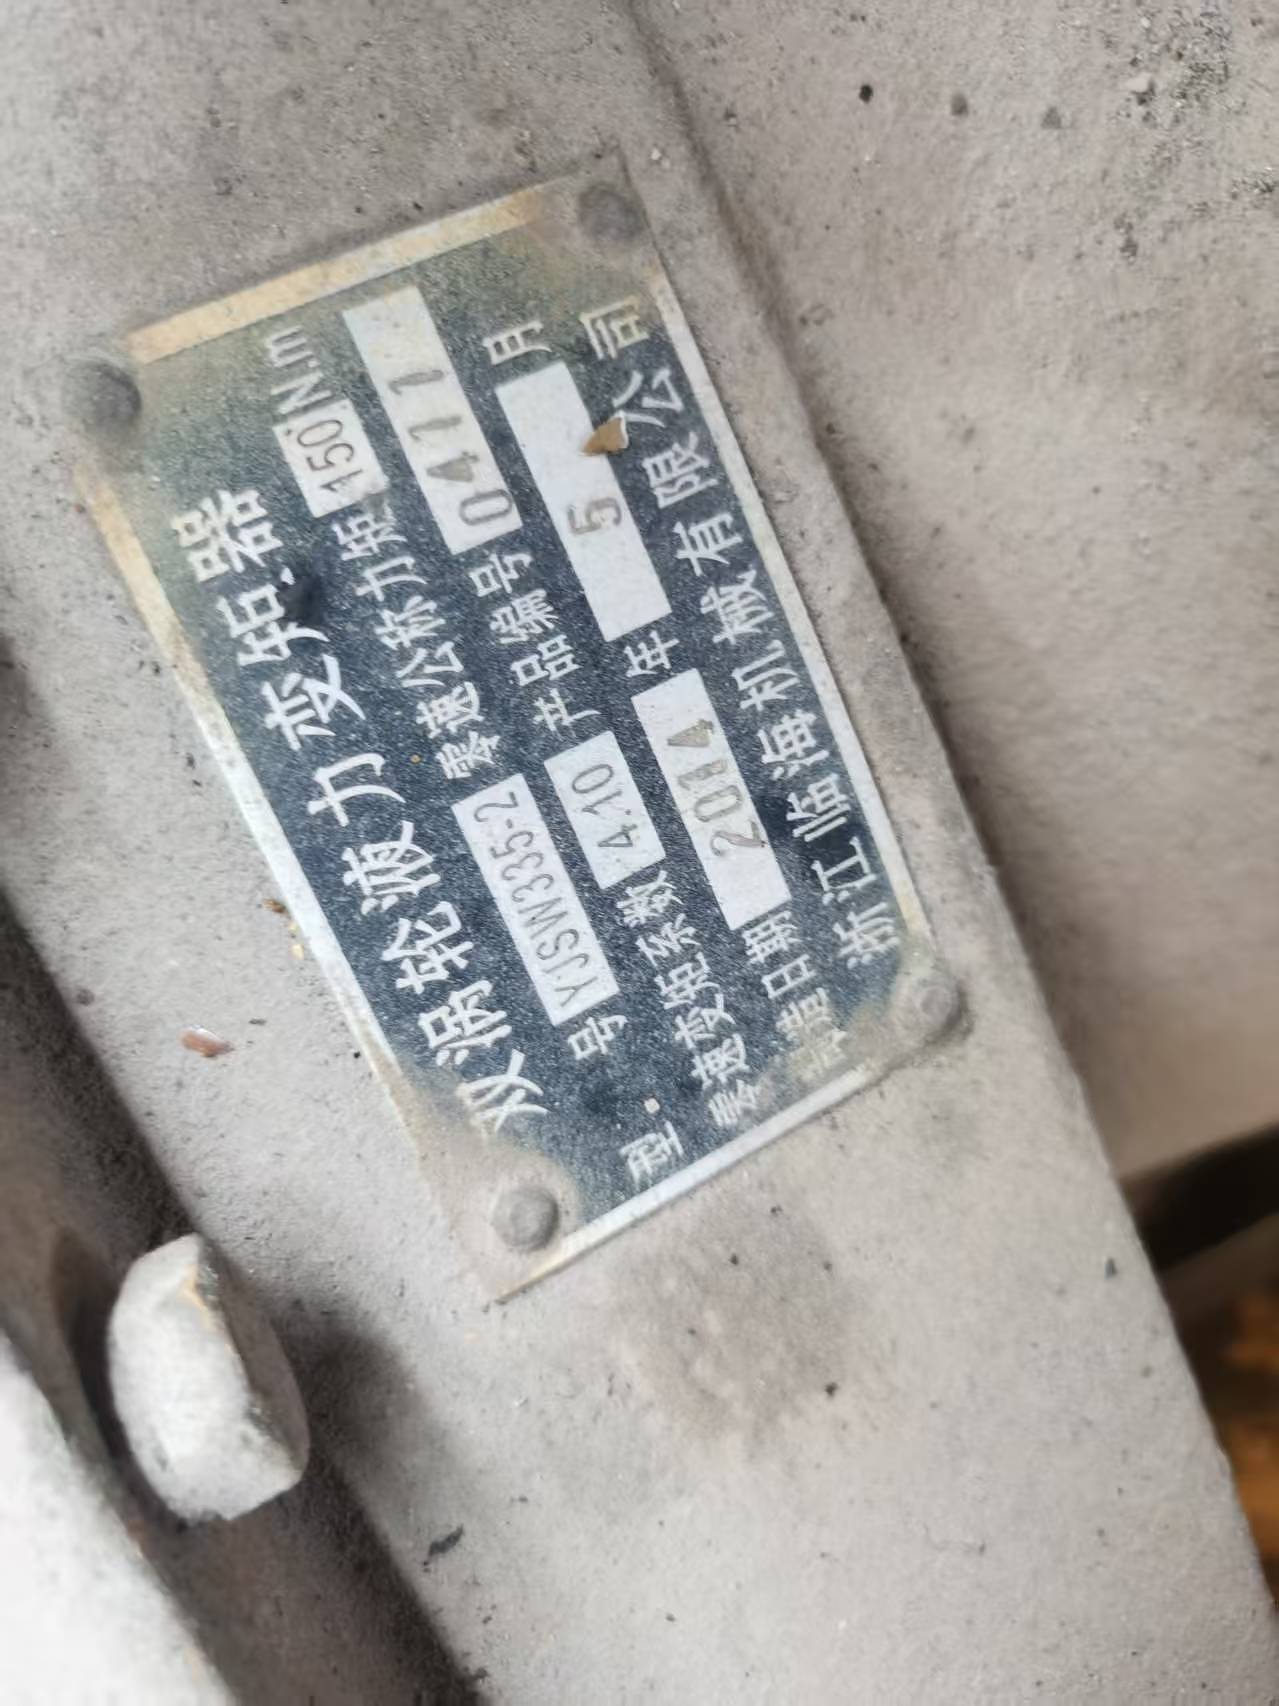 双涡轮液力变矩器
型号 YJSW335-2 零速公称力矩 150 N.m
零速变矩系数 4.10 产品编号 0411
制造日期 2014 年 5 月
浙江临海机械有限公司